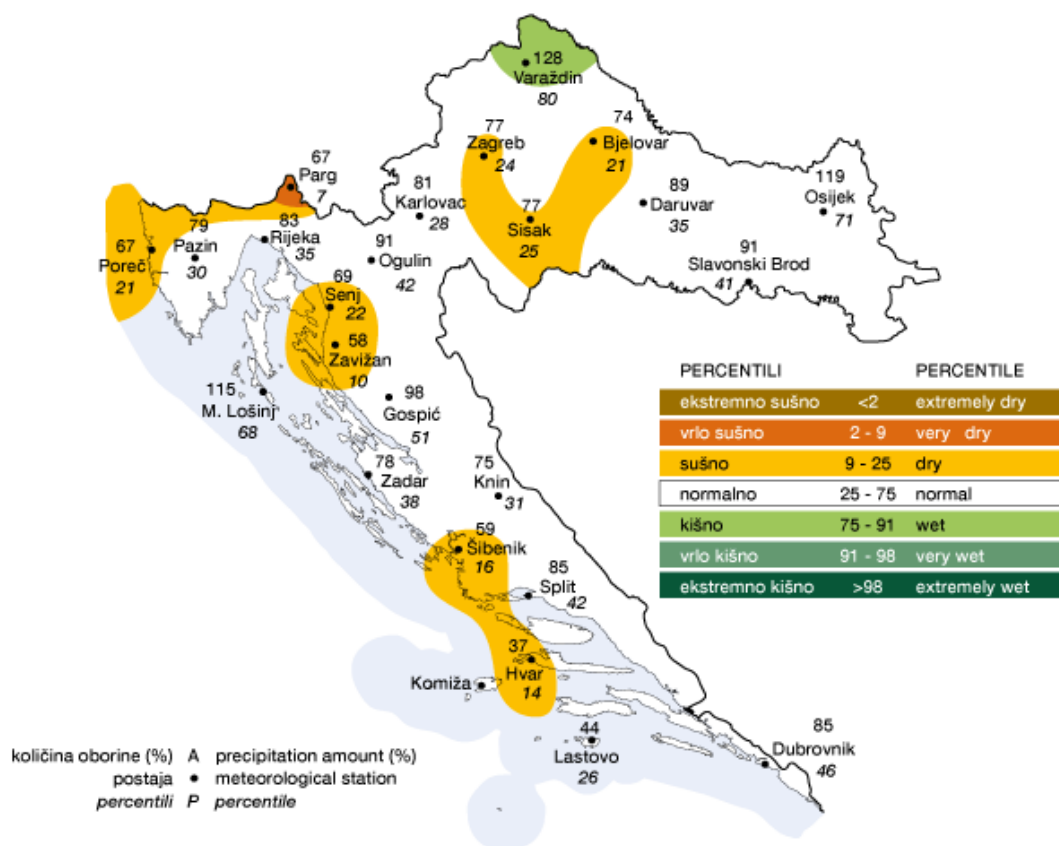 128
Varaždin
80
77
Zagreb
24
74
Bjelovar
21
67
Parg
7
81
Karlovac
28
77
Sisak
25
89
Daruvar
35
119
Osijek
71
79
Pazin
30
83
Rijeka
35
67
Poreč
21
91
Ogulin
42
91
Slavonski Brod
41
69
Senj
22
58
Zavižan
10
115
M. Lošinj
68
98
Gospić
51
78
Zadar
38
75
Knin
31
59
Šibenik
16
85
Split
42
37
Hvar
14
Komiža
44
Lastovo
26
85
Dubrovnik
46
PERCENTILI PERCENTILE
ekstremno sušno <2 extremely dry
vrlo sušno 2 - 9 very dry
sušno 9 - 25 dry
normalno 25 - 75 normal
kišno 75 - 91 wet
vrlo kišno 91 - 98 very wet
ekstremno kišno >98 extremely wet
količina oborine (%) A precipitation amount (%)
postaja ● meteorological station
percentili P percentile